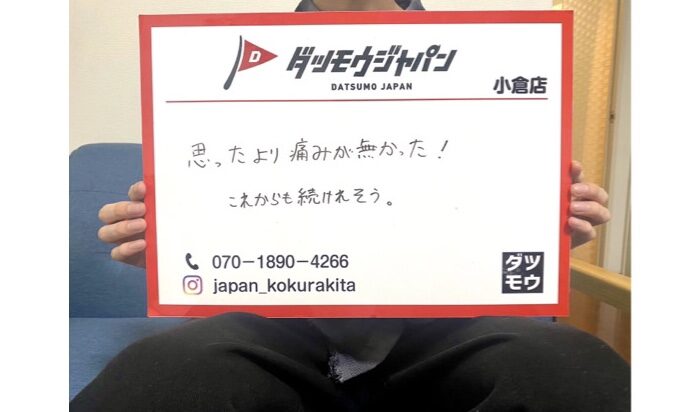 D ダツモウジャパン
DATSUMO JAPAN
小倉店
思ったより痛みが無かった!
これからも続けれそう。
070-1890-4266
japan_kokurakita
ダツ
モウ